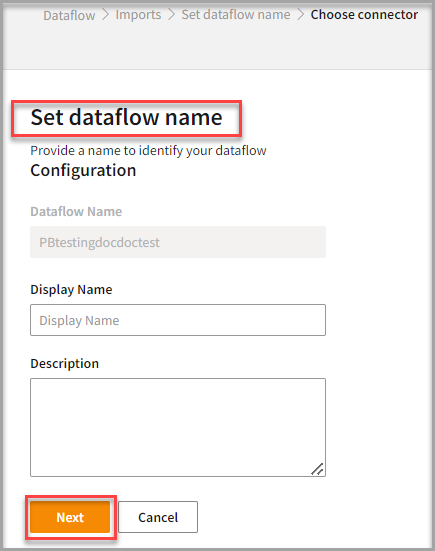 Dataflow > Imports > Set dataflow name > Choose connector
Set dataflow name
Provide a name to identify your dataflow
Configuration
Dataflow Name
PBtestingdocdoctest
Display Name
Display Name
Description
Next Cancel